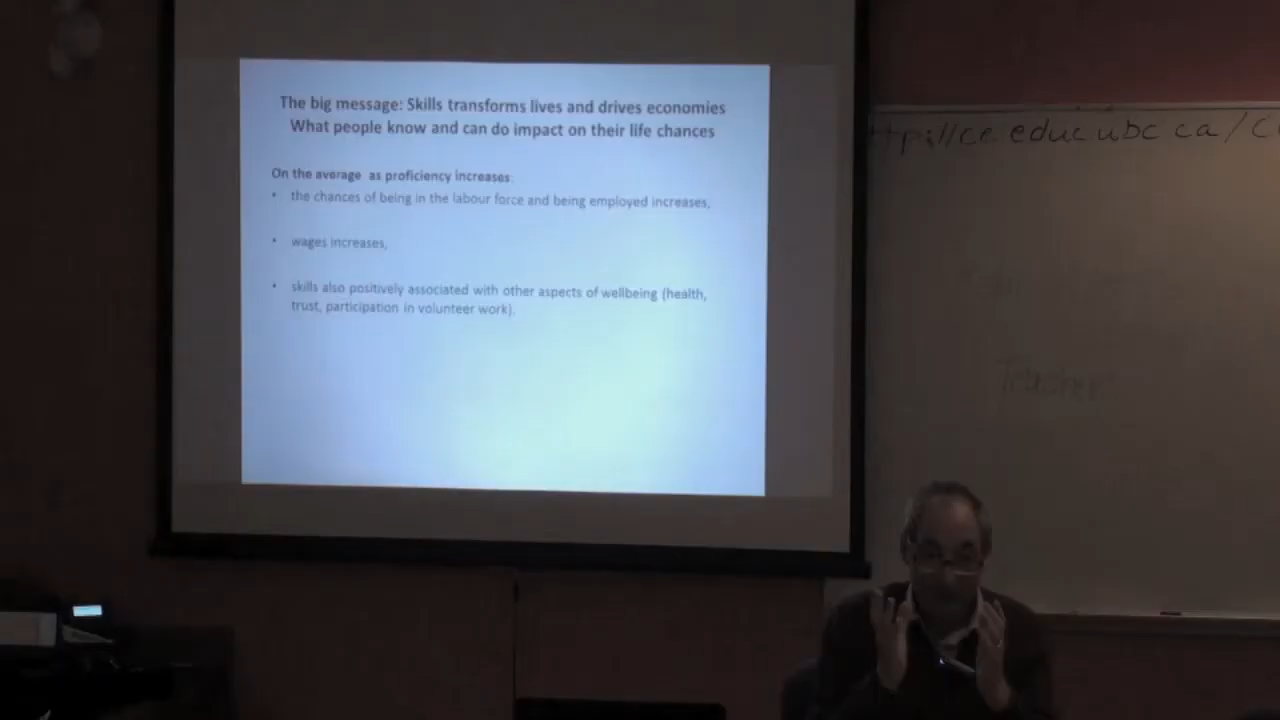 The big message: Skills transforms lives and drives economies
What people know and can do impact on their life chances
On the average as proficiency increases:
• the chances of being in the labour force and being employed increases,
• wages increases,
• skills also positively associated with other aspects of wellbeing (health,
trust, participation in volunteer work).
ttp://ce.educ.ubc.ca/C
Teacher